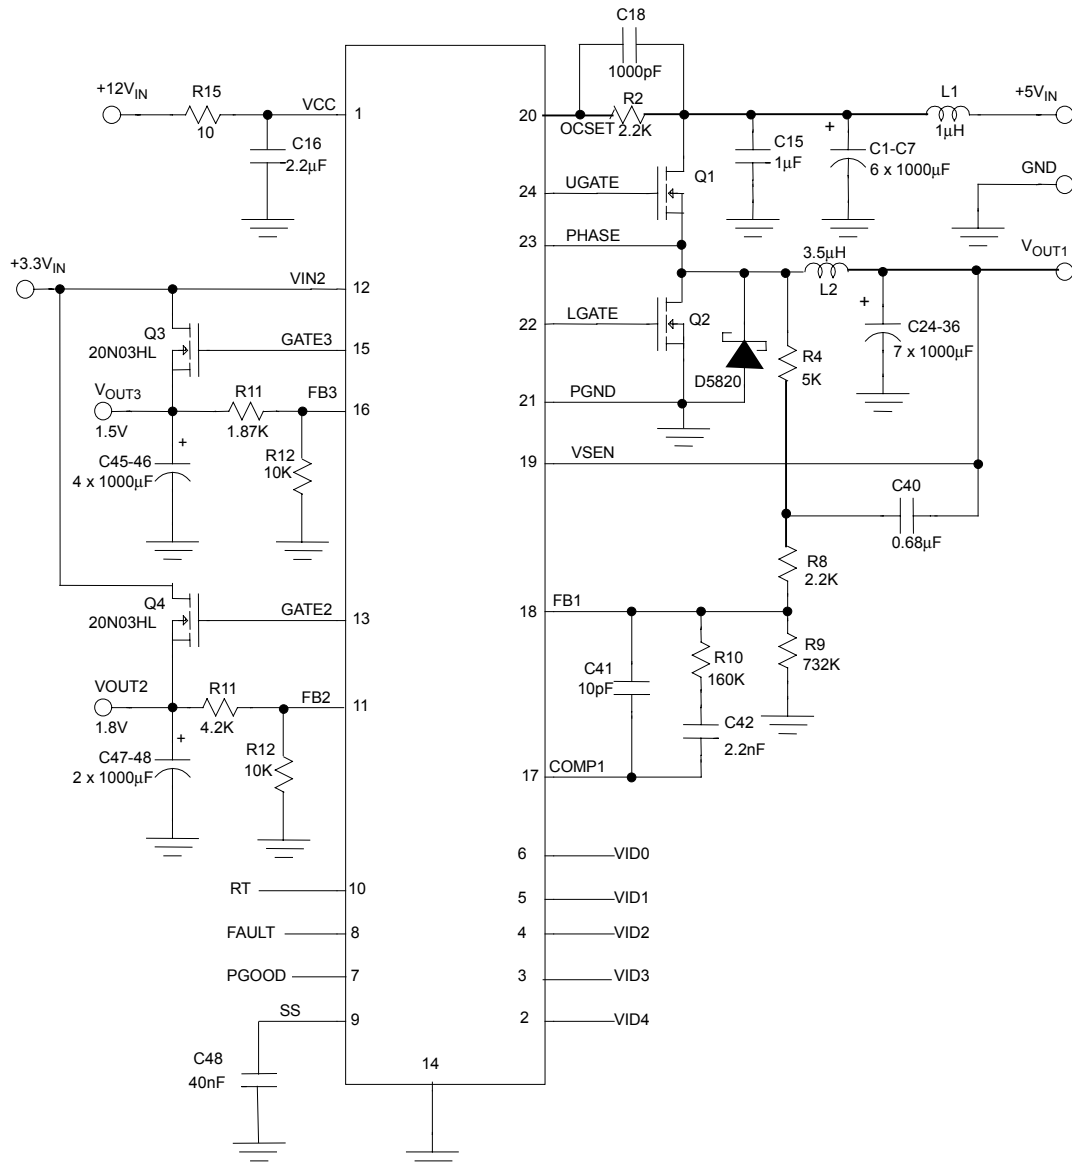 C18
1000pF
+12VIN
R15
10
VCC
1
C16
2.2µF
20
OCSET
R2
2.2K
L1
1µH
+5VIN
C15
1µF
+
C1-C7
6 x 1000µF
GND
24
UGATE
Q1
23
PHASE
3.5µH
L2
VOUT1
+3.3VIN
VIN2
12
Q3
20N03HL
GATE3
15
22
LGATE
Q2
+
C24-36
7 x 1000µF
D5820
R4
5K
VOUT3
1.5V
R11
1.87K
FB3
16
21
PGND
+
C45-46
4 x 1000µF
R12
10K
19
VSEN
C40
0.68µF
R8
2.2K
Q4
20N03HL
GATE2
13
18
FB1
R9
732K
R10
160K
C41
10pF
C42
2.2nF
VOUT2
1.8V
R11
4.2K
FB2
11
+
C47-48
2 x 1000µF
R12
10K
17
COMP1
6
VID0
RT
10
5
VID1
FAULT
8
4
VID2
PGOOD
7
3
VID3
SS
9
2
VID4
C48
40nF
14